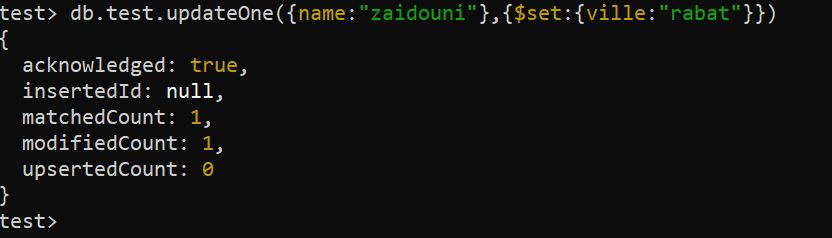 test> db.test.updateOne({name:"zaidouni"},{$set:{ville:"rabat"}})
{
  acknowledged: true,
  insertedId: null,
  matchedCount: 1,
  modifiedCount: 1,
  upsertedCount: 0
}
test>